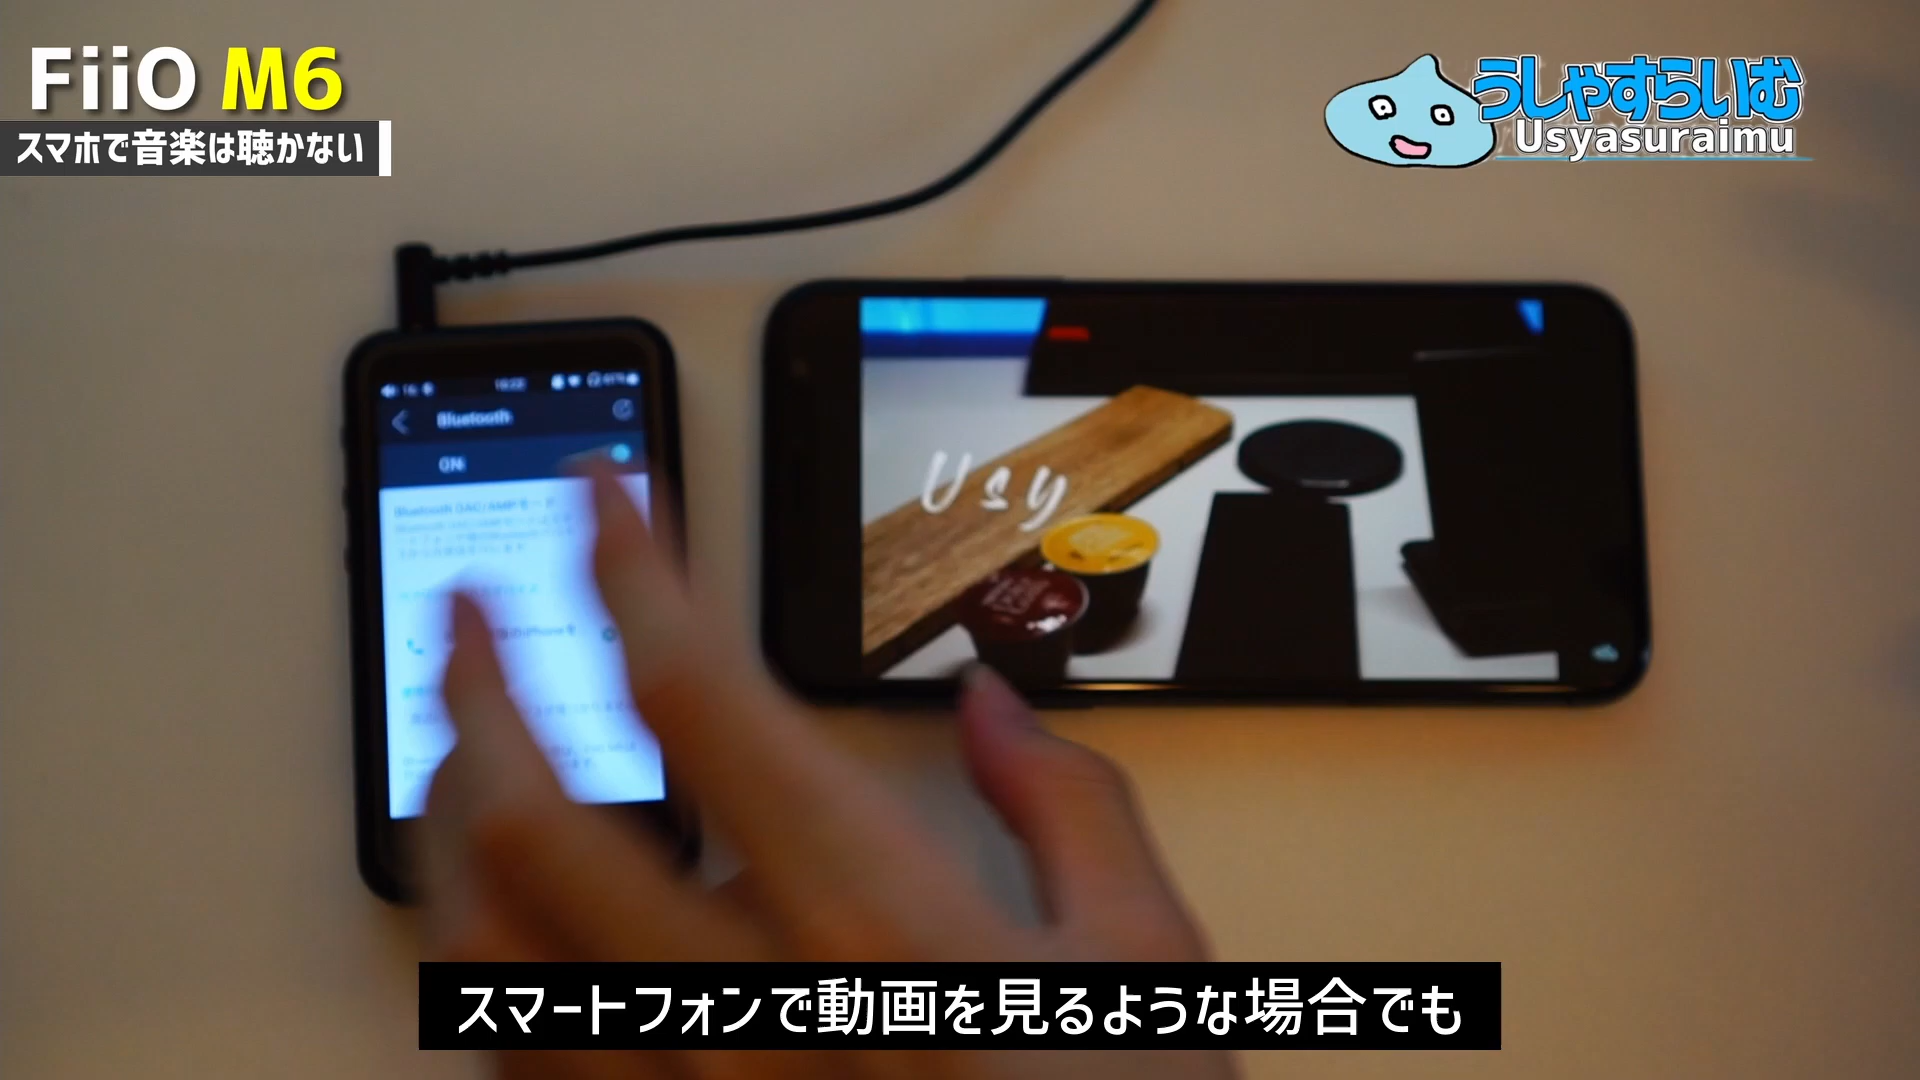 FiiO M6
スマホで音楽は聴かない
うしゃすらいむ
Usyasuraimu
Bluetooth
ON
Usy
スマートフォンで動画を見るような場合でも